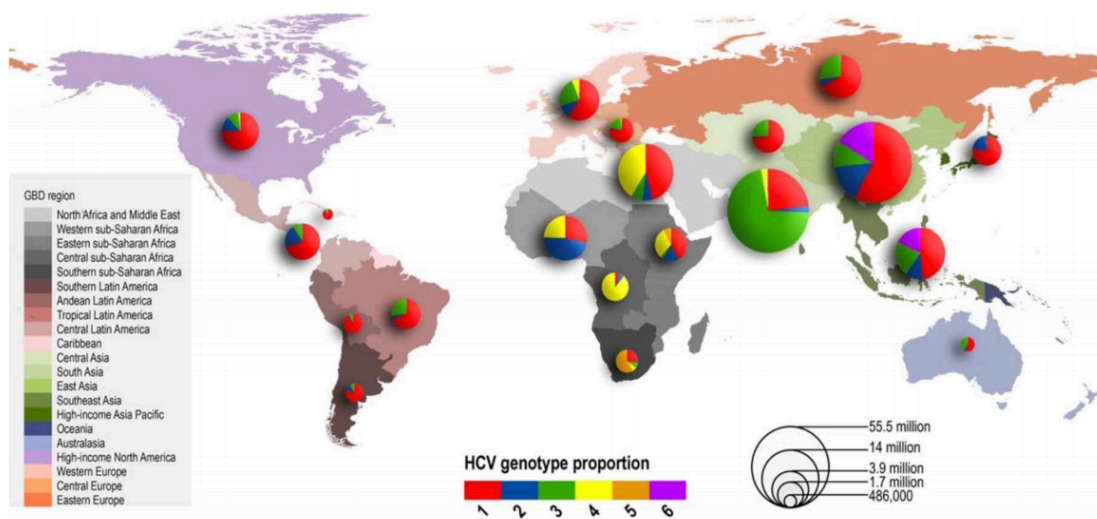 GBD region
North Africa and Middle East
Western sub-Saharan Africa
Eastern sub-Saharan Africa
Central sub-Saharan Africa
Southern sub-Saharan Africa
Southern Latin America
Andean Latin America
Tropical Latin America
Central Latin America
Caribbean
Central Asia
South Asia
East Asia
Southeast Asia
High-income Asia Pacific
Oceania
Australasia
High-income North America
Western Europe
Central Europe
Eastern Europe
HCV genotype proportion
1 2 3 4 5 6
55.5 million
14 million
3.9 million
1.7 million
486,000